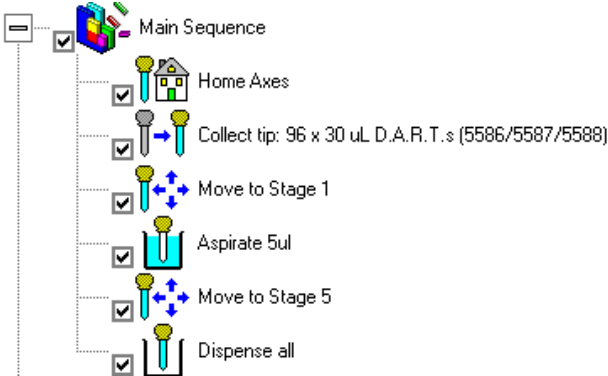 Main Sequence
Home Axes
Collect tip: 96 x 30 uL D.A.R.T.s (5586/5587/5588)
Move to Stage 1
Aspirate 5ul
Move to Stage 5
Dispense all